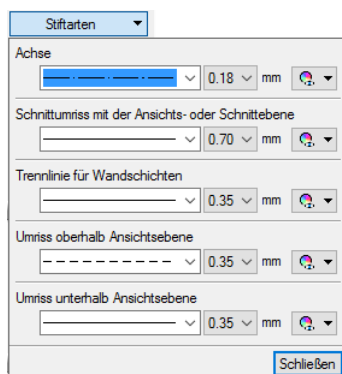 Stiftarten
Achse
0.18 mm
Schnittumriss mit der Ansichts- oder Schnittebene
0.70 mm
Trennlinie für Wandschichten
0.35 mm
Umriss oberhalb Ansichtsebene
0.35 mm
Umriss unterhalb Ansichtsebene
0.35 mm
Schließen